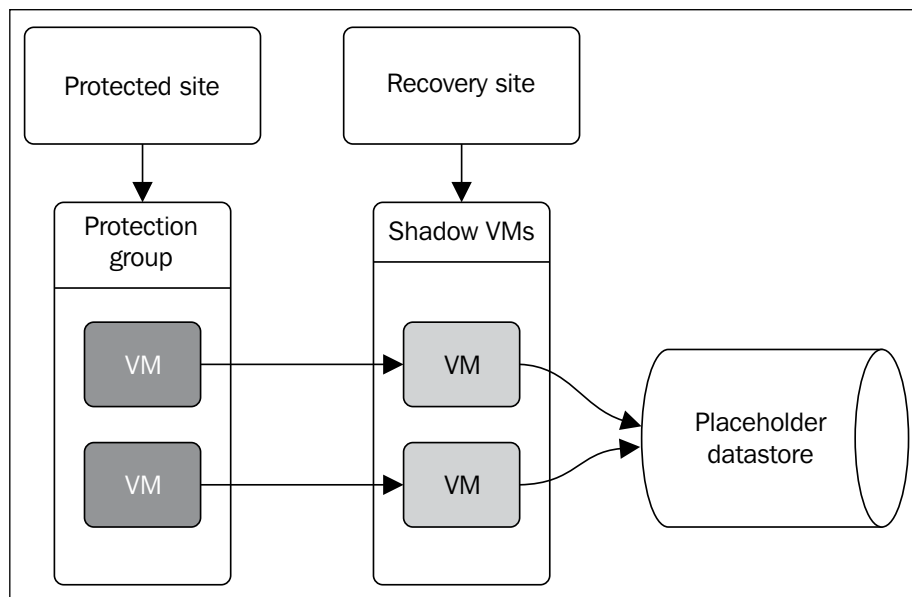 Protected site
Recovery site
Protection
group
Shadow VMs
VM
VM
VM
VM
Placeholder
datastore